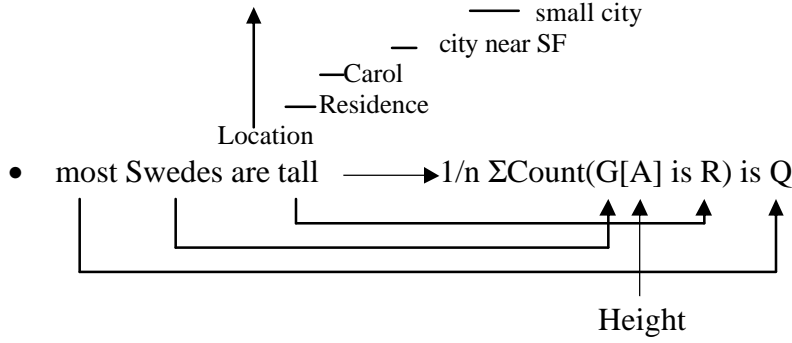 small city
city near SF
Carol
Residence
Location
• most Swedes are tall 1/n ΣCount(G[A] is R) is Q
Height